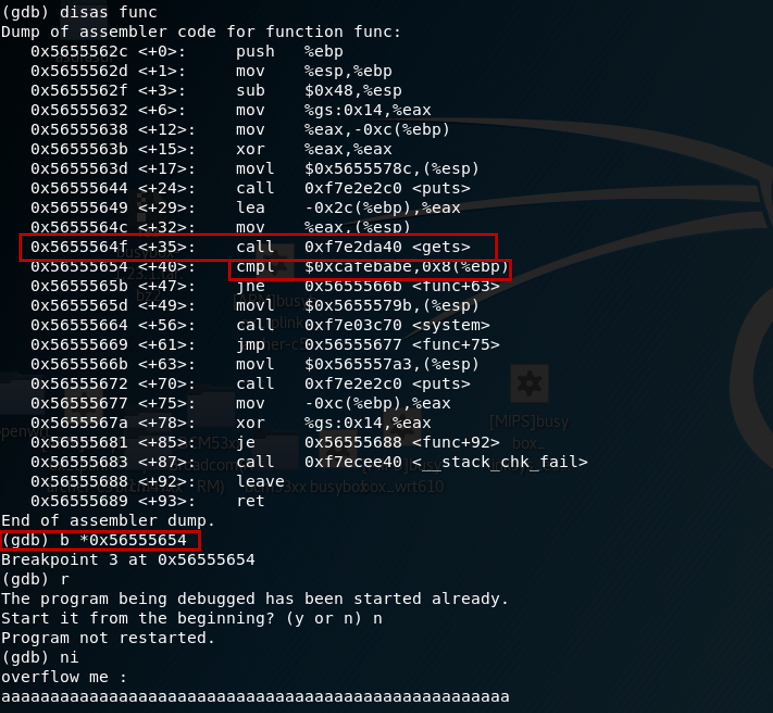 (gdb) disas func
Dump of assembler code for function func:
   0x5655562c <+0>:     push   %ebp
   0x5655562d <+1>:     mov    %esp,%ebp
   0x5655562f <+3>:     sub    $0x48,%esp
   0x56555632 <+6>:     mov    %gs:0x14,%eax
   0x56555638 <+12>:    mov    %eax,-0xc(%ebp)
   0x5655563b <+15>:    xor    %eax,%eax
   0x5655563d <+17>:    movl   $0x5655578c,(%esp)
   0x56555644 <+24>:    call   0xf7e2e2c0 <puts>
   0x56555649 <+29>:    lea    -0x2c(%ebp),%eax
   0x5655564c <+32>:    mov    %eax,(%esp)
   0x5655564f <+35>:    call   0xf7e2da40 <gets>
   0x56555654 <+40>:    cmpl   $0xcafebabe,0x8(%ebp)
   0x5655565b <+47>:    jne    0x5655566b <func+63>
   0x5655565d <+49>:    movl   $0x5655579b,(%esp)
   0x56555664 <+56>:    call   0xf7e03c70 <system>
   0x56555669 <+61>:    jmp    0x56555677 <func+75>
   0x5655566b <+63>:    movl   $0x565557a3,(%esp)
   0x56555672 <+70>:    call   0xf7e2e2c0 <puts>
   0x56555677 <+75>:    mov    -0xc(%ebp),%eax
   0x5655567a <+78>:    xor    %gs:0x14,%eax
   0x56555681 <+85>:    je     0x56555688 <func+92>
   0x56555683 <+87>:    call   0xf7ecee40 <__stack_chk_fail>
   0x56555688 <+92>:    leave
   0x56555689 <+93>:    ret
End of assembler dump.
(gdb) b *0x56555654
Breakpoint 3 at 0x56555654
(gdb) r
The program being debugged has been started already.
Start it from the beginning? (y or n) n
Program not restarted.
(gdb) ni
overflow me :
aaaaaaaaaaaaaaaaaaaaaaaaaaaaaaaaaaaaaaaaaaaaaaaaaaaa
[MIPS]busy
box_